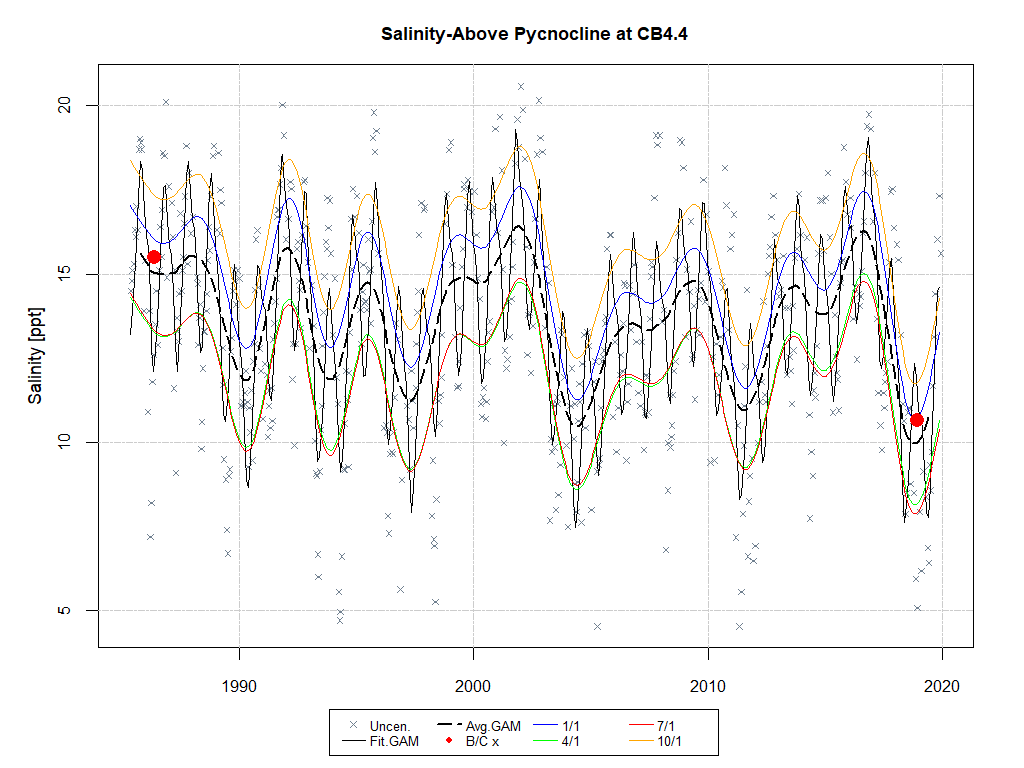 Salinity-Above Pycnocline at CB4.4
Salinity [ppt]
20
15
10
5
1990 2000 2010 2020
Uncen. Avg.GAM 1/1 7/1
Fit.GAM B/C x 4/1 10/1